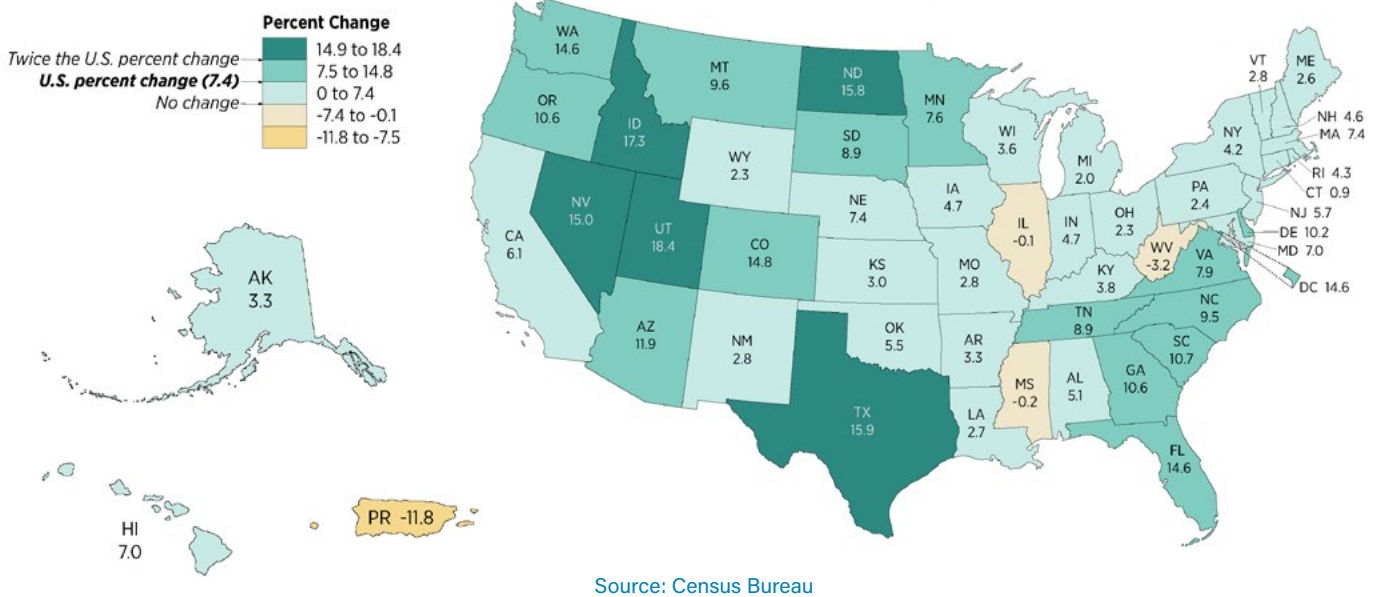 Percent Change
Twice the U.S. percent change
U.S. percent change (7.4)
No change
14.9 to 18.4
7.5 to 14.8
0 to 7.4
-7.4 to -0.1
-11.8 to -7.5
WA
14.6
OR
10.6
CA
6.1
ID
17.3
NV
15.0
UT
18.4
AZ
11.9
MT
9.6
WY
2.3
CO
14.8
NM
2.8
ND
15.8
SD
8.9
NE
7.4
KS
3.0
OK
5.5
TX
15.9
MN
7.6
IA
4.7
MO
2.8
AR
3.3
LA
2.7
WI
3.6
IL
-0.1
MS
-0.2
MI
2.0
IN
4.7
OH
2.3
KY
3.8
TN
8.9
AL
5.1
GA
10.6
FL
14.6
SC
10.7
NC
9.5
VA
7.9
WV
-3.2
PA
2.4
NY
4.2
VT
2.8
ME
2.6
NH 4.6
MA 7.4
RI 4.3
CT 0.9
NJ 5.7
DE 10.2
MD 7.0
DC 14.6
AK
3.3
HI
7.0
PR -11.8
Source: Census Bureau